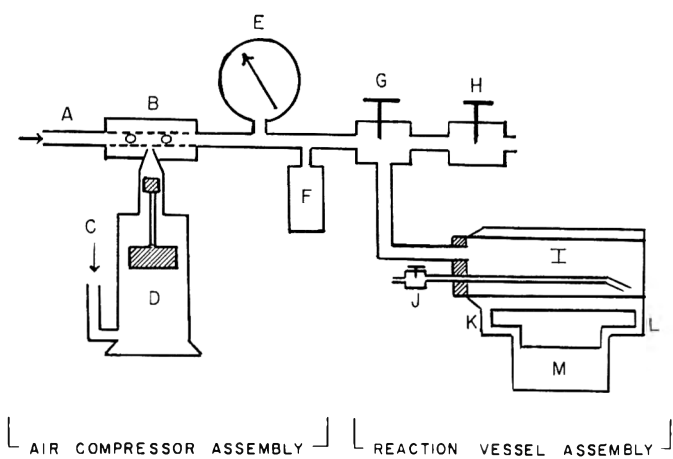 E
A
B
G
H
F
C
I
D
J
K
L
M
AIR COMPRESSOR ASSEMBLY
REACTION VESSEL ASSEMBLY